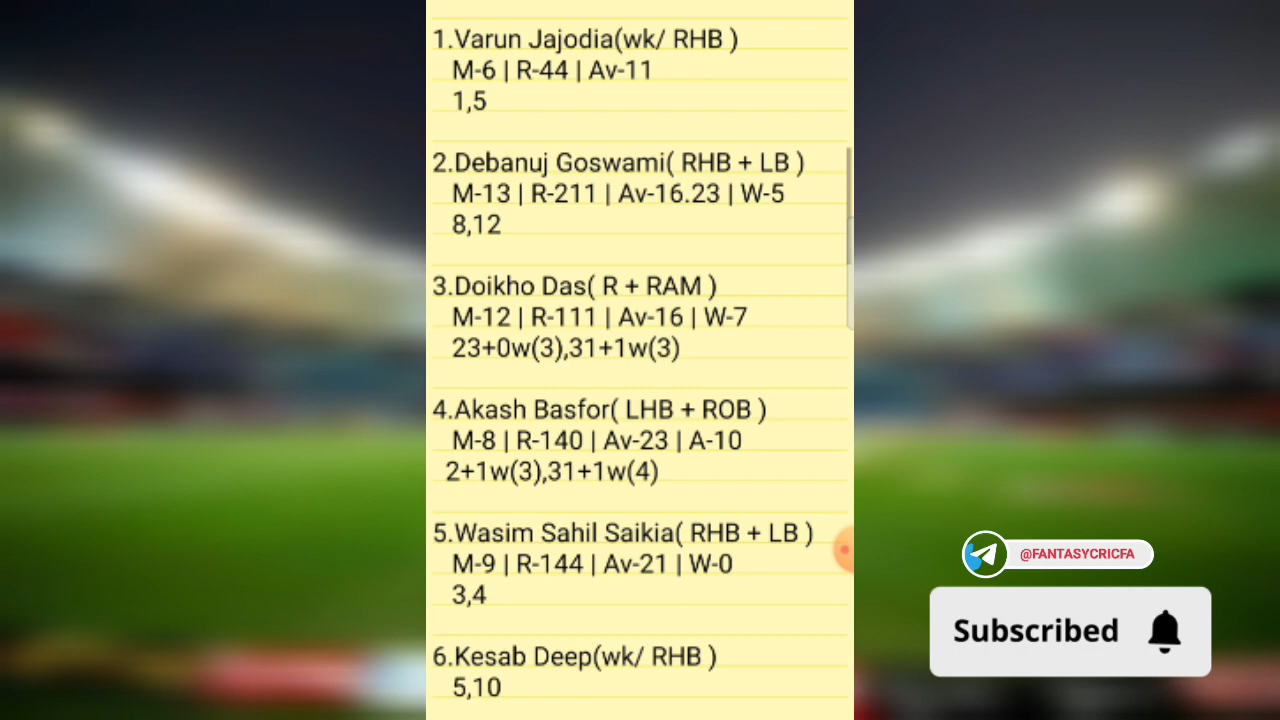 1.Varun Jajodia(wk/ RHB )
M-6 | R-44 | Av-11
1,5
2.Debanuj Goswami( RHB + LB )
M-13 | R-211 | Av-16.23 | W-5
8,12
3.Doikho Das( R + RAM )
M-12 | R-111 | Av-16 | W-7
23+0w(3),31+1w(3)
4.Akash Basfor( LHB + ROB )
M-8 | R-140 | Av-23 | A-10
2+1w(3),31+1w(4)
5.Wasim Sahil Saikia( RHB + LB )
M-9 | R-144 | Av-21 | W-0
3,4
6.Kesab Deep(wk/ RHB )
5,10
@FANTASYCRICFA
Subscribed